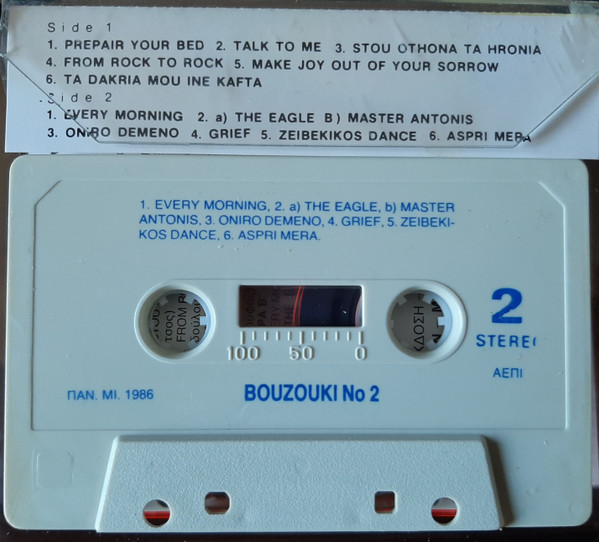 Side 1
1. PREPAIR YOUR BED 2. TALK TO ME 3. STOU OTHONA TA HRONIA
4. FROM ROCK TO ROCK 5. MAKE JOY OUT OF YOUR SORROW
6. TA DAKRIA MOU INE KAFTA
Side 2
1. EVERY MORNING 2. a) THE EAGLE B) MASTER ANTONIS
3. ONIRO DEMENO 4. GRIEF 5. ZEIBEKIKOS DANCE 6. ASPRI MERA
1. EVERY MORNING, 2. a) THE EAGLE, b) MASTER
ANTONIS, 3. ONIRO DEMENO, 4. GRIEF, 5. ZEIBEKI-
KOS DANCE, 6. ASPRI MERA.
τσος)
FROM
ΚΔΟΣΗ
100 50 0
2
STEREO
ΑΕΠΙ
ΠΑΝ. ΜΙ. 1986
BOUZOUKI No 2